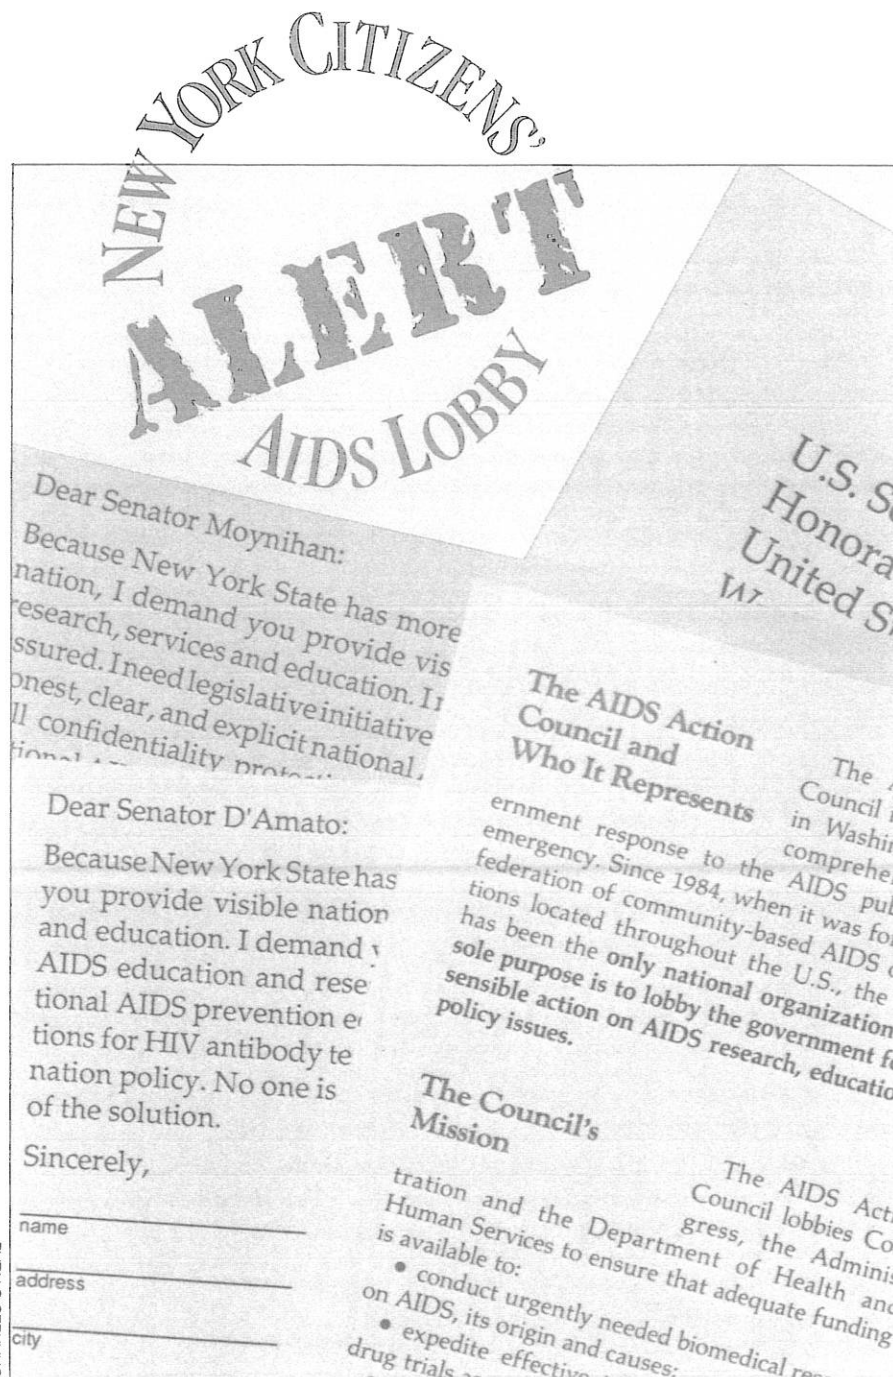 NEW YORK CITIZENS'
ALERT
AIDS LOBBY
U.S. S
Honora
United S
Dear Senator Moynihan:
Because New York State has more
nation, I demand you provide vis
research, services and education. I
ssured. I need legislative initiative
onest, clear, and explicit national
ll confidentiality
Dear Senator D'Amato:
Because New York State has
you provide visible nation
and education. I demand
AIDS education and rese
tional AIDS prevention e
tions for HIV antibody te
nation policy. No one is
of the solution.
Sincerely,
name
address
city
The AIDS Action
Council and
Who It Represents
The A
Council
in Washin
comprehe
ernment response to the AIDS pub
emergency. Since 1984, when it was for
federation of community-based AIDS o
tions located throughout the U.S., the
has been the only national organization
sole purpose is to lobby the government fo
sensible action on AIDS research, educatio
policy issues.
The Council's
Mission
The AIDS Acti
Council lobbies Co
gress, the Adminis
tration and the Department of Health and
Human Services to ensure that adequate funding
is available to:
• conduct urgently needed biomedical rese
on AIDS, its origin and causes;
• expedite effective
drug trials